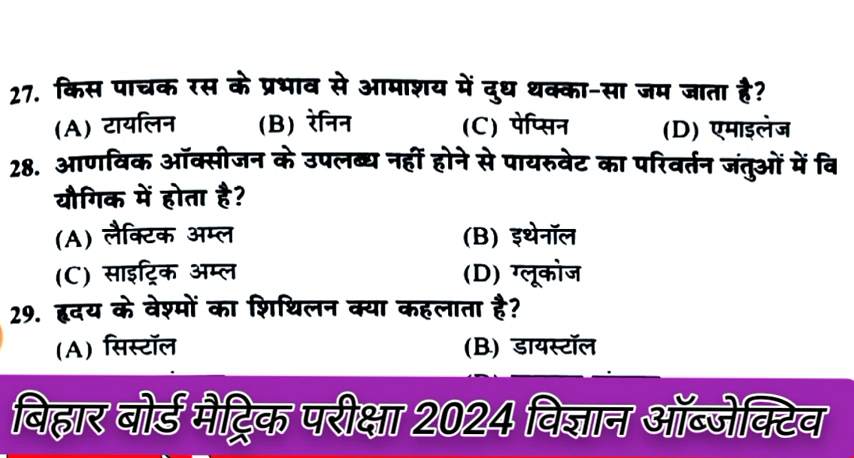 27. किस पाचक रस के प्रभाव से आमाशय में दुध थक्का-सा जम जाता है?
(A) टायलिन (B) रेनिन (C) पेप्सिन (D) एमाइलेज
28. आणविक ऑक्सीजन के उपलब्ध नहीं होने से पायरुवेट का परिवर्तन जंतुओं में
यौगिक में होता है?
(A) लैक्टिक अम्ल (B) इथेनॉल
(C) साइट्रिक अम्ल (D) ग्लूकोज
29. हृदय के वेश्मों का शिथिलन क्या कहलाता है?
(A) सिस्टॉल (B) डायस्टॉल
बिहार बोर्ड मैट्रिक परीक्षा 2024 विज्ञान ऑब्जेक्टिव